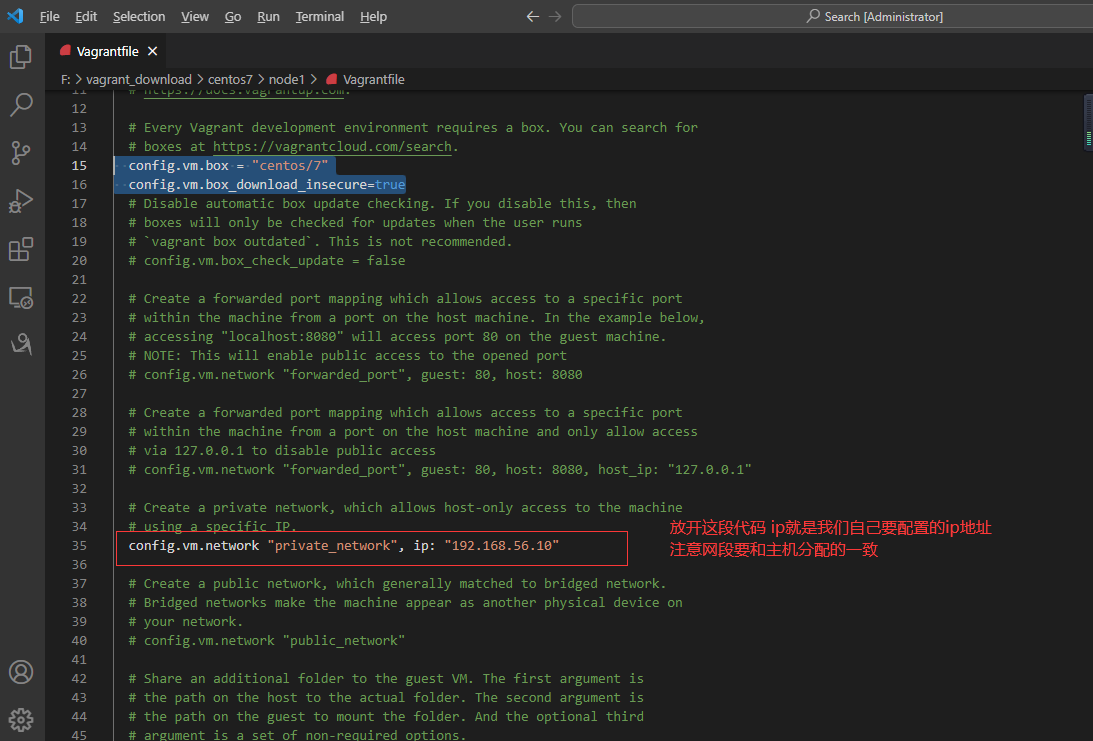 File Edit Selection View Go Run Terminal Help
Search [Administrator]
Vagrantfile
F: > vagrant_download > centos7 > node1 > Vagrantfile
11 # https://docs.vagrantup.com.
12
13 # Every Vagrant development environment requires a box. You can search for
14 # boxes at https://vagrantcloud.com/search.
15 config.vm.box = "centos/7"
16 config.vm.box_download_insecure=true
17 # Disable automatic box update checking. If you disable this, then
18 # boxes will only be checked for updates when the user runs
19 # `vagrant box outdated`. This is not recommended.
20 # config.vm.box_check_update = false
21
22 # Create a forwarded port mapping which allows access to a specific port
23 # within the machine from a port on the host machine. In the example below,
24 # accessing "localhost:8080" will access port 80 on the guest machine.
25 # NOTE: This will enable public access to the opened port
26 # config.vm.network "forwarded_port", guest: 80, host: 8080
27
28 # Create a forwarded port mapping which allows access to a specific port
29 # within the machine from a port on the host machine and only allow access
30 # via 127.0.0.1 to disable public access
31 # config.vm.network "forwarded_port", guest: 80, host: 8080, host_ip: "127.0.0.1"
32
33 # Create a private network, which allows host-only access to the machine
34 # using a specific IP.
35 config.vm.network "private_network", ip: "192.168.56.10"
放开这段代码 ip就是我们自己要配置的ip地址
注意网段要和主机分配的一致
36
37 # Create a public network, which generally matched to bridged network.
38 # Bridged networks make the machine appear as another physical device on
39 # your network.
40 # config.vm.network "public_network"
41
42 # Share an additional folder to the guest VM. The first argument is
43 # the path on the host to the actual folder. The second argument is
44 # the path on the guest to mount the folder. And the optional third
45 # argument is a set of non-required options.